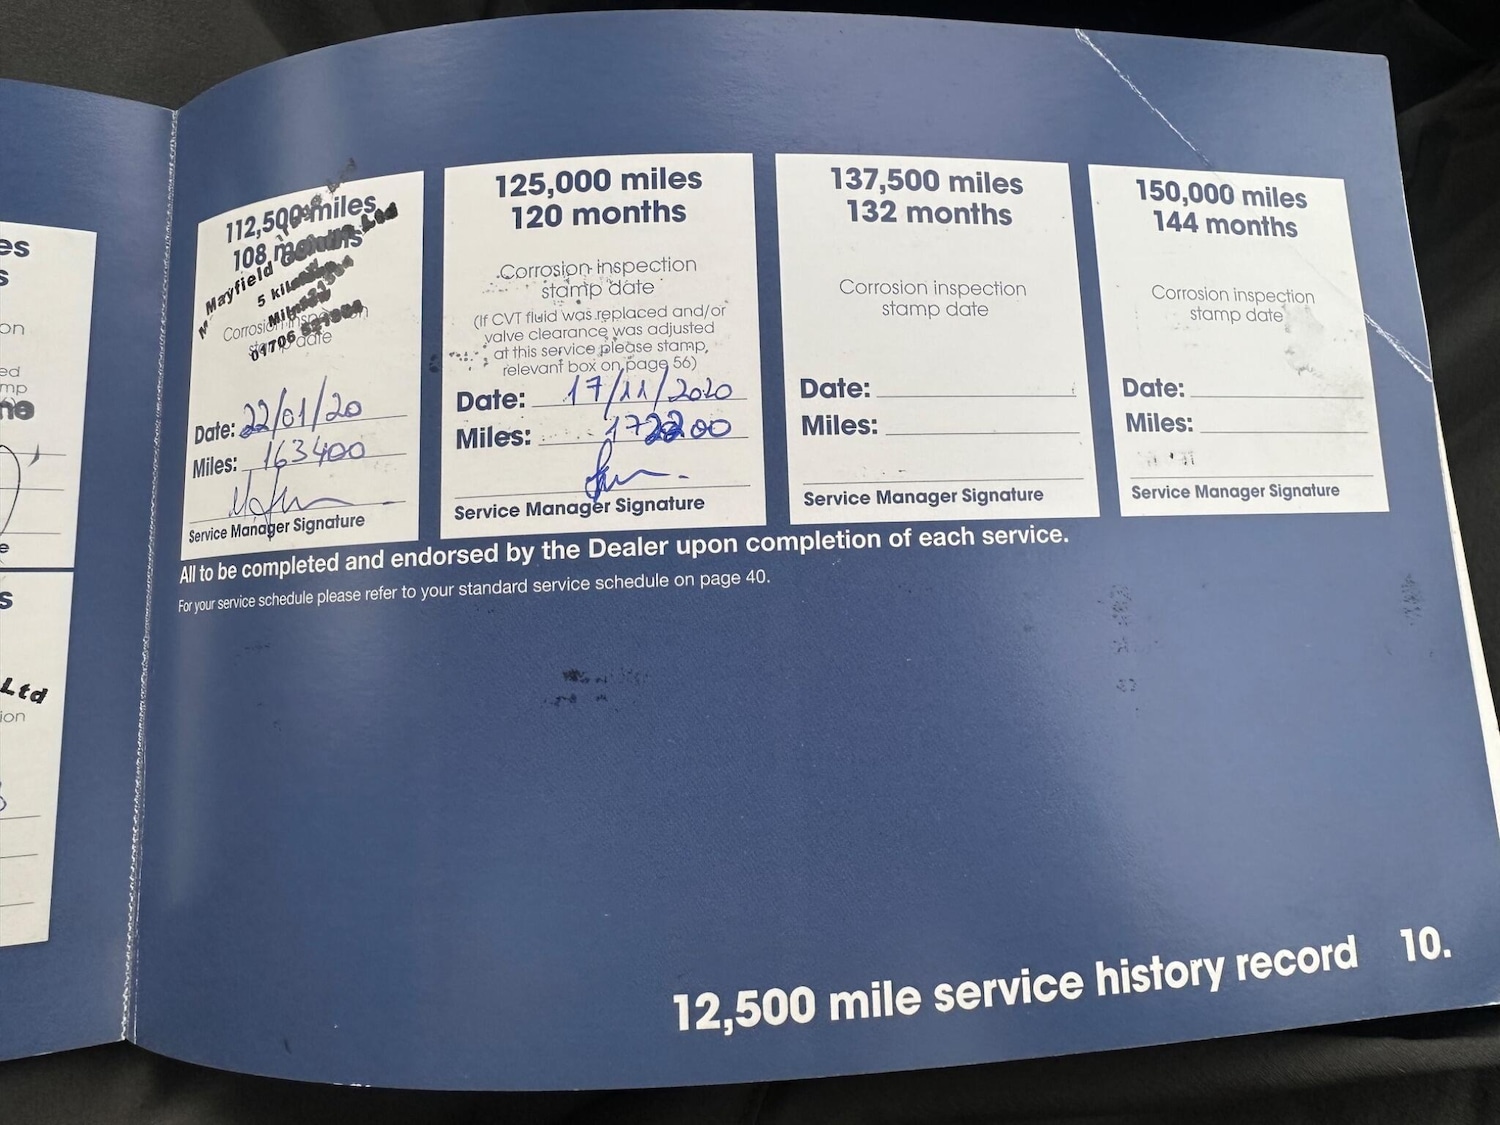 es
s
on
ed
mp
ne
e
s
Ltd
ion
112,500 miles
108 months
Mayfield Ltd
5 kil
Corrosion inspection
stamp date
01706
Date: 22/01/20
Miles: 163400
Service Manager Signature
125,000 miles
120 months
Corrosion inspection
stamp date
(If CVT fluid was replaced and/or
valve clearance was adjusted
at this service please stamp,
relevant box on page 56)
Date: 17/11/2020
Miles: 172200
Service Manager Signature
137,500 miles
132 months
Corrosion inspection
stamp date
Date:
Miles:
Service Manager Signature
150,000 miles
144 months
Corrosion inspection
stamp date
Date:
Miles:
Service Manager Signature
All to be completed and endorsed by the Dealer upon completion of each service.
For your service schedule please refer to your standard service schedule on page 40.
12,500 mile service history record 10.